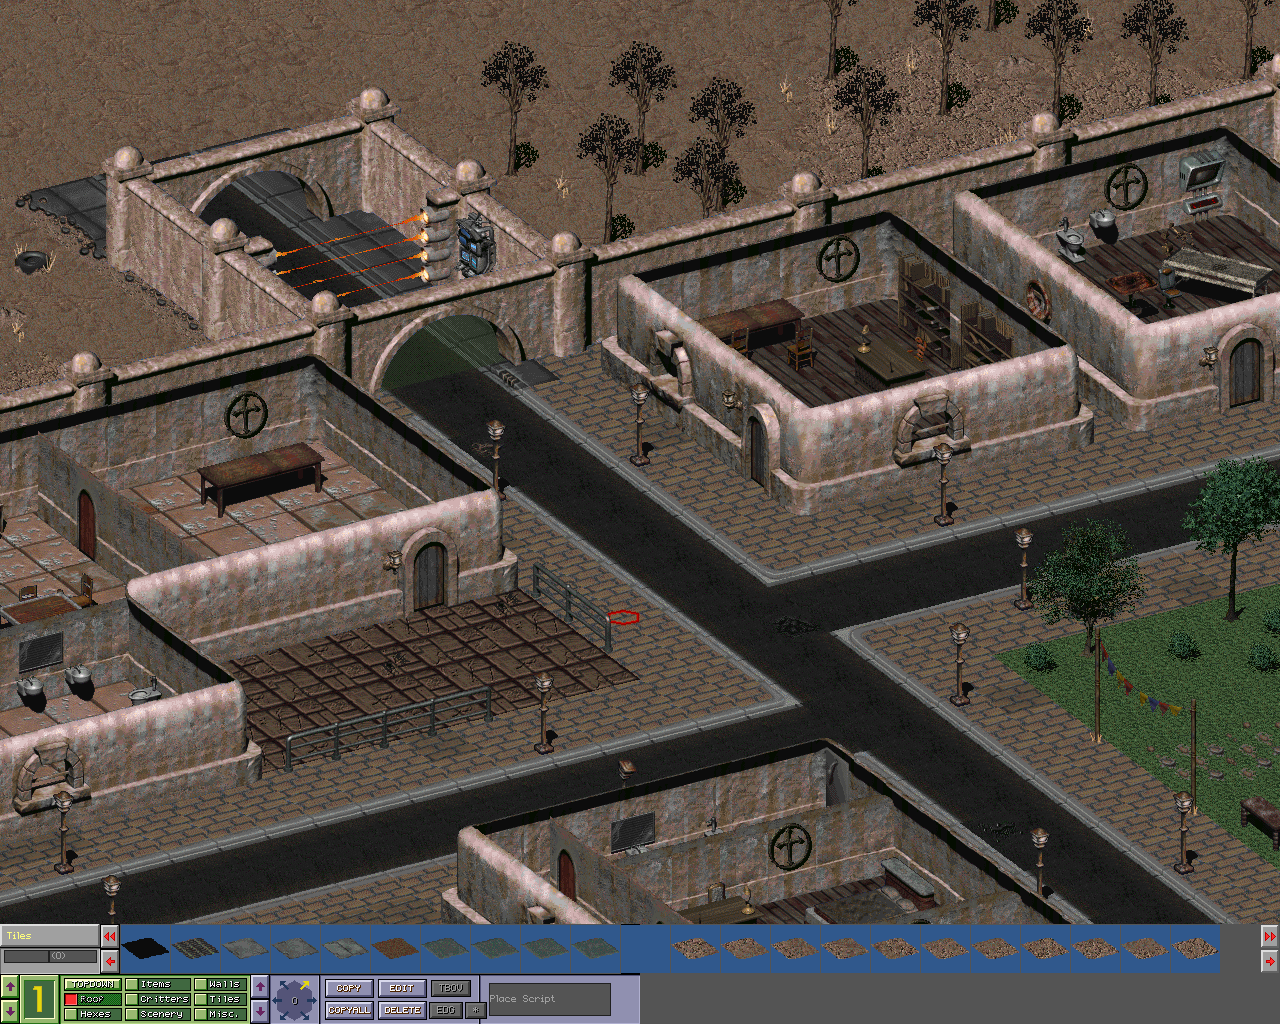 Tiles
(0)
1
TOPDOWN Items Walls
Roof Critters Tiles
Hexes Scenery Misc.
0
COPY EDIT TBOV
COPYALL DELETE EDG *
Place Script